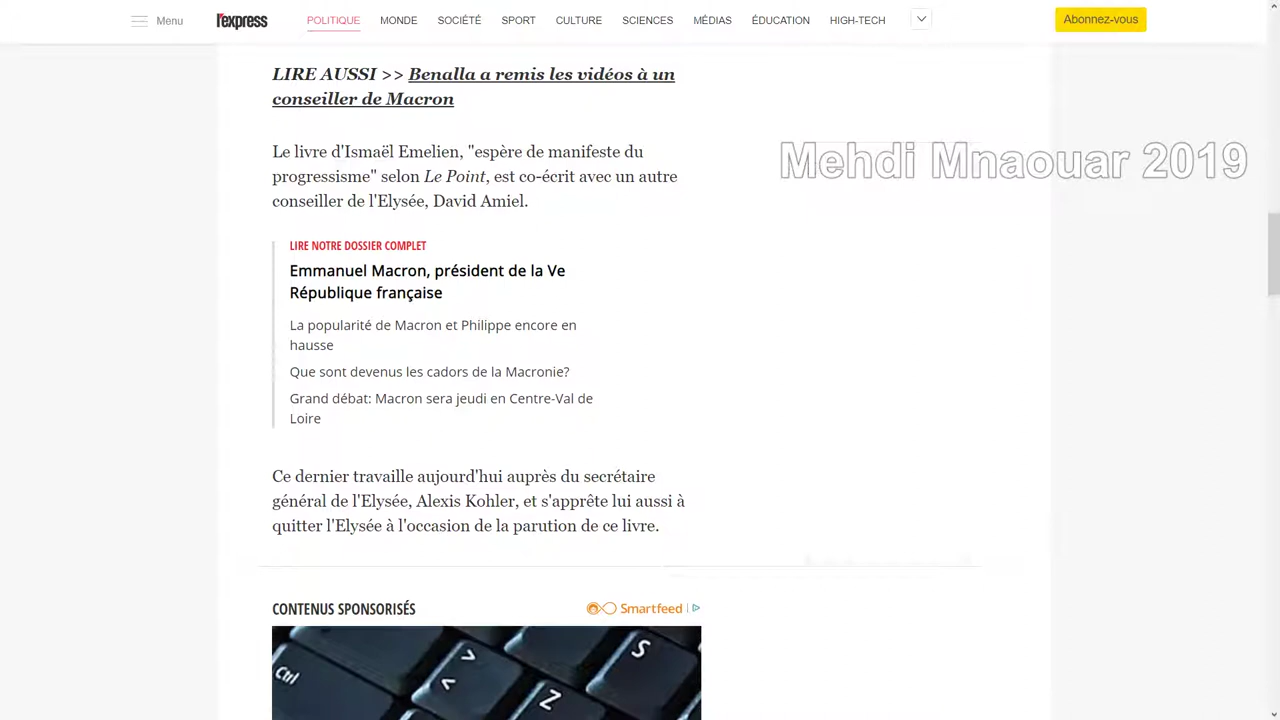 Menu
l'express
POLITIQUE
MONDE
SOCIÉTÉ
SPORT
CULTURE
SCIENCES
MÉDIAS
ÉDUCATION
HIGH-TECH
Abonnez-vous
LIRE AUSSI >> Benalla a remis les vidéos à un
conseiller de Macron
Mehdi Mnaouar 2019
Le livre d'Ismaël Emelien, "espère de manifeste du
progressisme" selon Le Point, est co-écrit avec un autre
conseiller de l'Elysée, David Amiel.
LIRE NOTRE DOSSIER COMPLET
Emmanuel Macron, président de la Ve
République française
La popularité de Macron et Philippe encore en
hausse
Que sont devenus les cadors de la Macronie?
Grand débat: Macron sera jeudi en Centre-Val de
Loire
Ce dernier travaille aujourd'hui auprès du secrétaire
général de l'Elysée, Alexis Kohler, et s'apprête lui aussi à
quitter l'Elysée à l'occasion de la parution de ce livre.
CONTENUS SPONSORISÉS
Smartfeed
Ctrl
>
<
Z
S